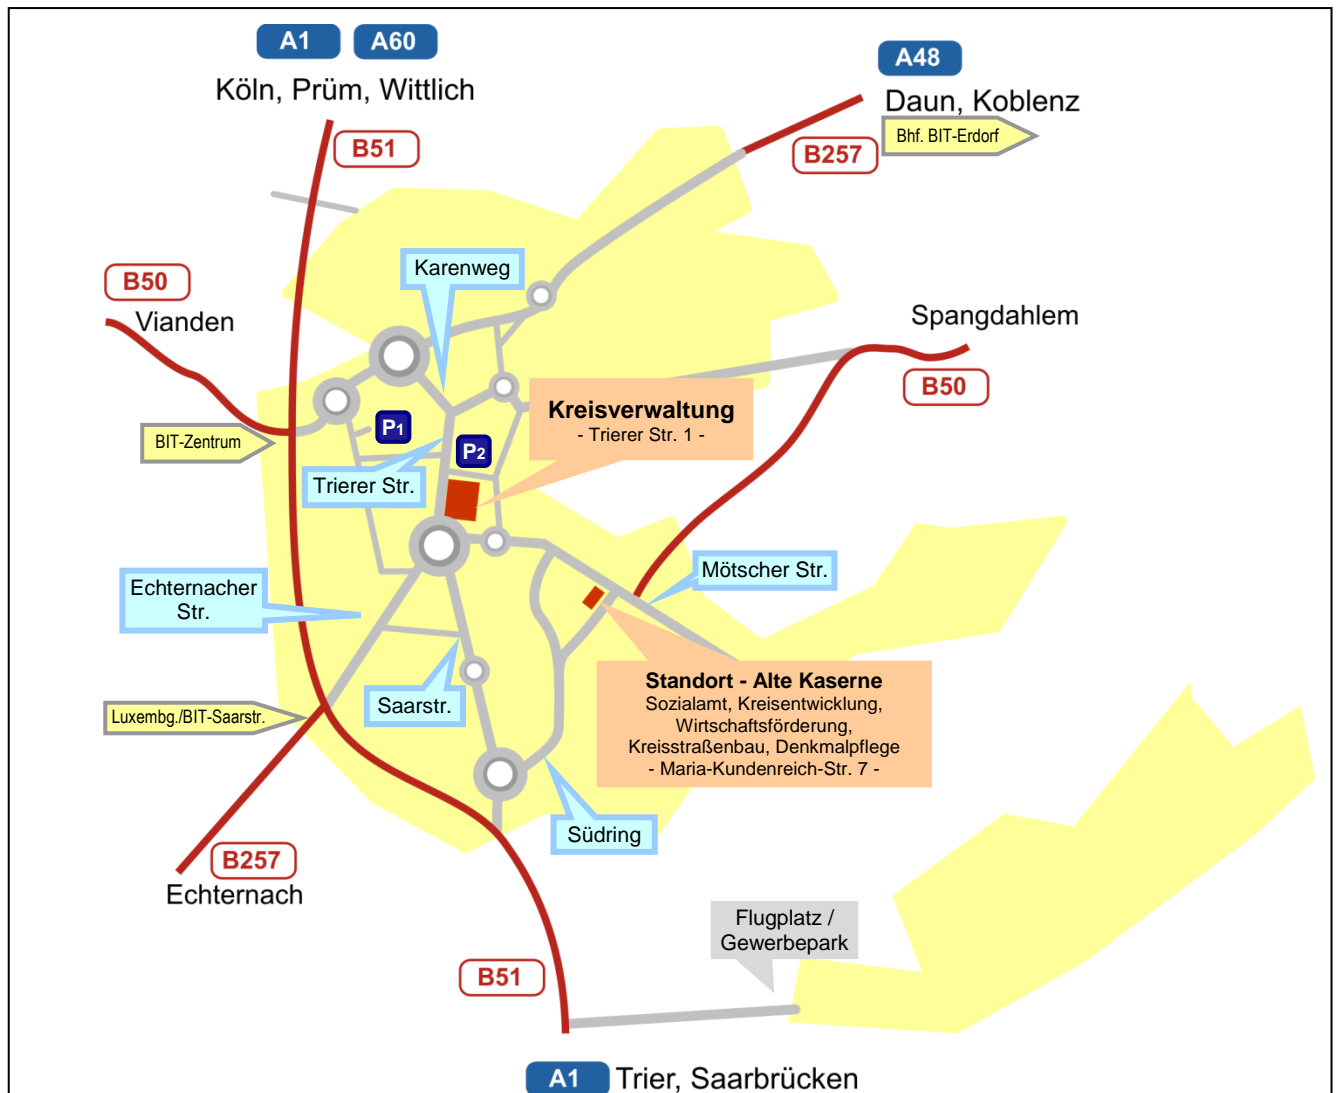 A1 A60
Köln, Prüm, Wittlich
B51
A48
Daun, Koblenz
Bhf. BIT-Erdorf
B257
Karenweg
B50
Vianden
Spangdahlem
B50
BIT-Zentrum
P1
P2
Kreisverwaltung
- Trierer Str. 1 -
Trierer Str.
Mötscher Str.
Echternacher
Str.
Saarstr.
Luxembg./BIT-Saarstr.
Standort - Alte Kaserne
Sozialamt, Kreisentwicklung,
Wirtschaftsförderung,
Kreisstraßenbau, Denkmalpflege
- Maria-Kundenreich-Str. 7 -
Südring
B257
Echternach
Flugplatz /
Gewerbepark
B51
A1 Trier, Saarbrücken